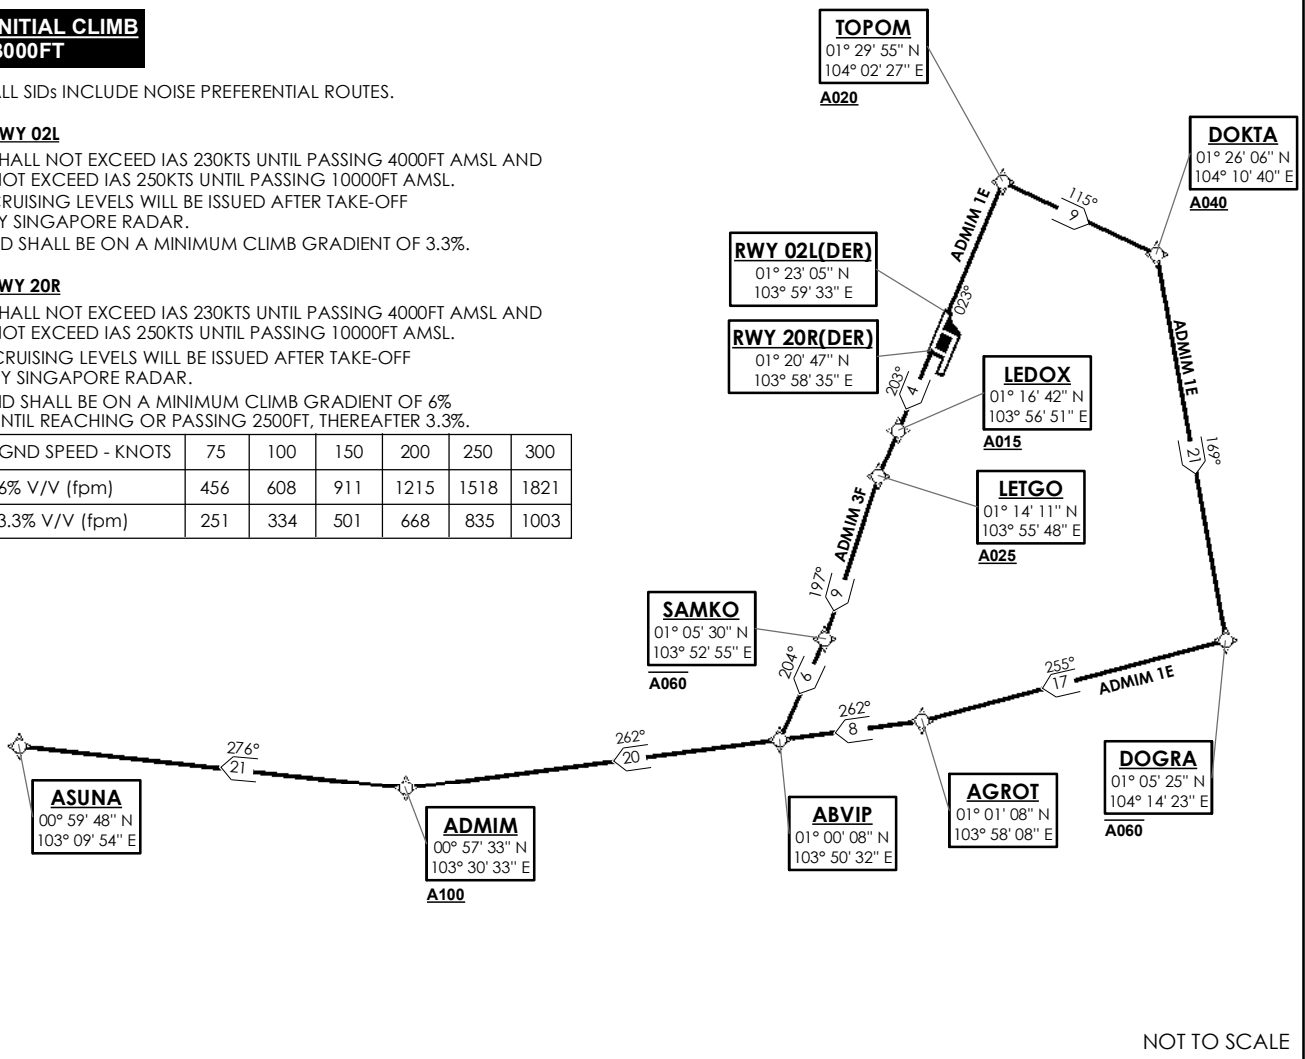 NITIAL CLIMB
3000FT
ALL SIDs INCLUDE NOISE PREFERENTIAL ROUTES.
WY 02L
HALL NOT EXCEED IAS 230KTS UNTIL PASSING 4000FT AMSL AND
NOT EXCEED IAS 250KTS UNTIL PASSING 10000FT AMSL.
CRUISING LEVELS WILL BE ISSUED AFTER TAKE-OFF
Y SINGAPORE RADAR.
ID SHALL BE ON A MINIMUM CLIMB GRADIENT OF 3.3%.
WY 20R
HALL NOT EXCEED IAS 230KTS UNTIL PASSING 4000FT AMSL AND
NOT EXCEED IAS 250KTS UNTIL PASSING 10000FT AMSL.
CRUISING LEVELS WILL BE ISSUED AFTER TAKE-OFF
Y SINGAPORE RADAR.
ID SHALL BE ON A MINIMUM CLIMB GRADIENT OF 6%
NTIL REACHING OR PASSING 2500FT, THEREAFTER 3.3%.
GND SPEED - KNOTS 75 100 150 200 250 300
6% V/V (fpm) 456 608 911 1215 1518 1821
3.3% V/V (fpm) 251 334 501 668 835 1003
TOPOM
01° 29' 55" N
104° 02' 27" E
A020
DOKTA
01° 26' 06" N
104° 10' 40" E
A040
115°
9
ADMIM 1E
RWY 02L(DER)
01° 23' 05" N
103° 59' 33" E
023°
RWY 20R(DER)
01° 20' 47" N
103° 58' 35" E
203°
4
LEDOX
01° 16' 42" N
103° 56' 51" E
A015
ADMIM 1E
169°
21
LETGO
01° 14' 11" N
103° 55' 48" E
A025
ADMIM 3F
197°
9
SAMKO
01° 05' 30" N
103° 52' 55" E
A060
204°
6
255°
17
ADMIM 1E
262°
8
262°
20
276°
21
DOGRA
01° 05' 25" N
104° 14' 23" E
A060
AGROT
01° 01' 08" N
103° 58' 08" E
ABVIP
01° 00' 08" N
103° 50' 32" E
ADMIM
00° 57' 33" N
103° 30' 33" E
A100
ASUNA
00° 59' 48" N
103° 09' 54" E
NOT TO SCALE